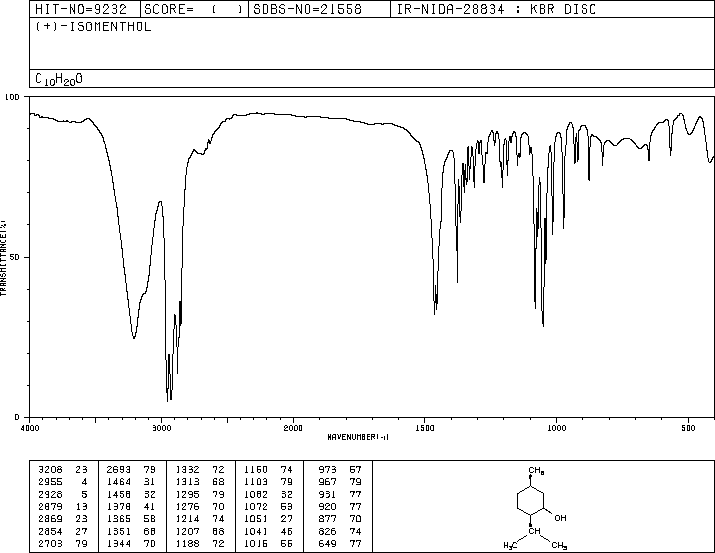 HIT-NO=9232 SCORE= ( ) SDBS-NO=21558 IR-NIDA-28834 : KBR DISC
(+)-ISOMENTHOL
C10H20O
100
50
0
TRANSMITTANCE(%)
4000 3000 2000 1500 1000 500
WAVENUMBER(-1)
3208 23 2693 79 1332 72 1160 74 973 57
2955 4 1464 31 1313 68 1103 79 967 79
2928 5 1458 32 1295 79 1082 32 931 77
2879 13 1378 41 1276 70 1072 53 920 77
2869 23 1365 58 1214 74 1051 27 877 70
2854 27 1351 68 1207 68 1041 46 826 74
2703 79 1344 70 1188 72 1016 55 649 77
CH3
OH
CH
H3C CH3